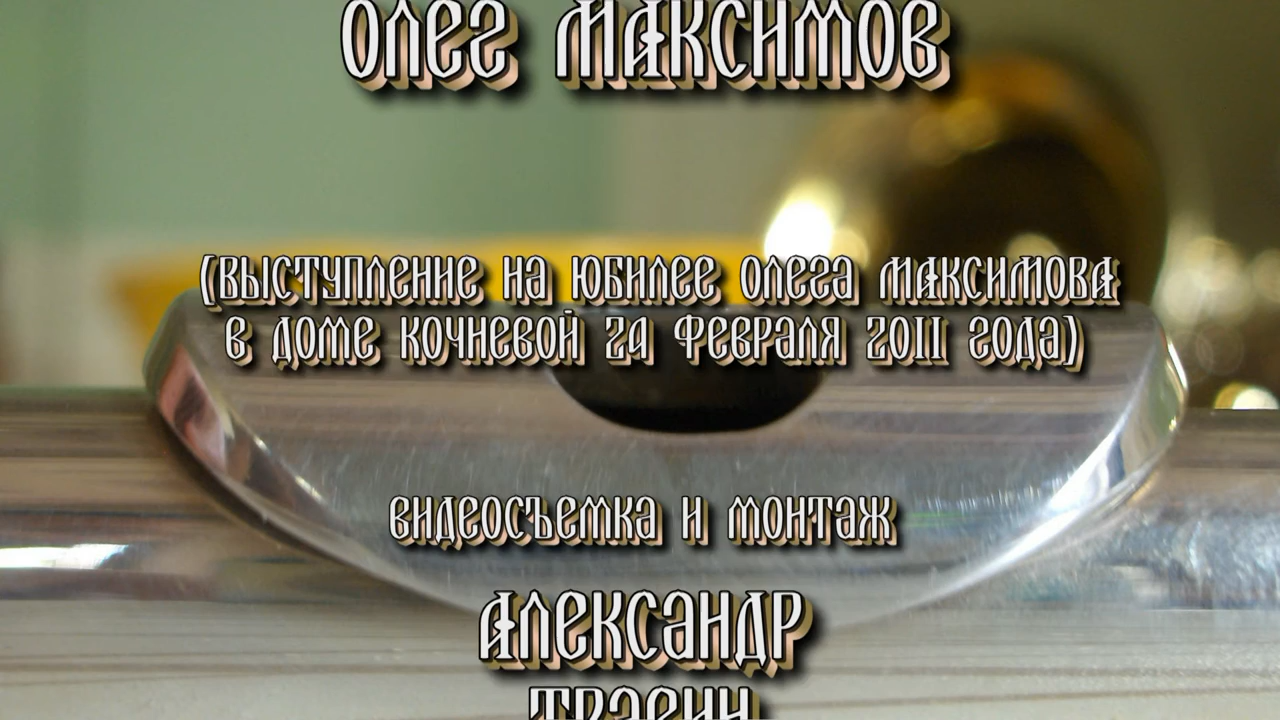 ОЛЕГ МАКСИМОВ
(ВЫСТУПЛЕНИЕ НА ЮБИЛЕЕ ОЛЕГА МАКСИМОВА
В ДОМЕ КОЧНЕВОЙ 24 ФЕВРАЛЯ 2011 ГОДА)
ВИДЕОСЪЕМКА И МОНТАЖ
АЛЕКСАНДР